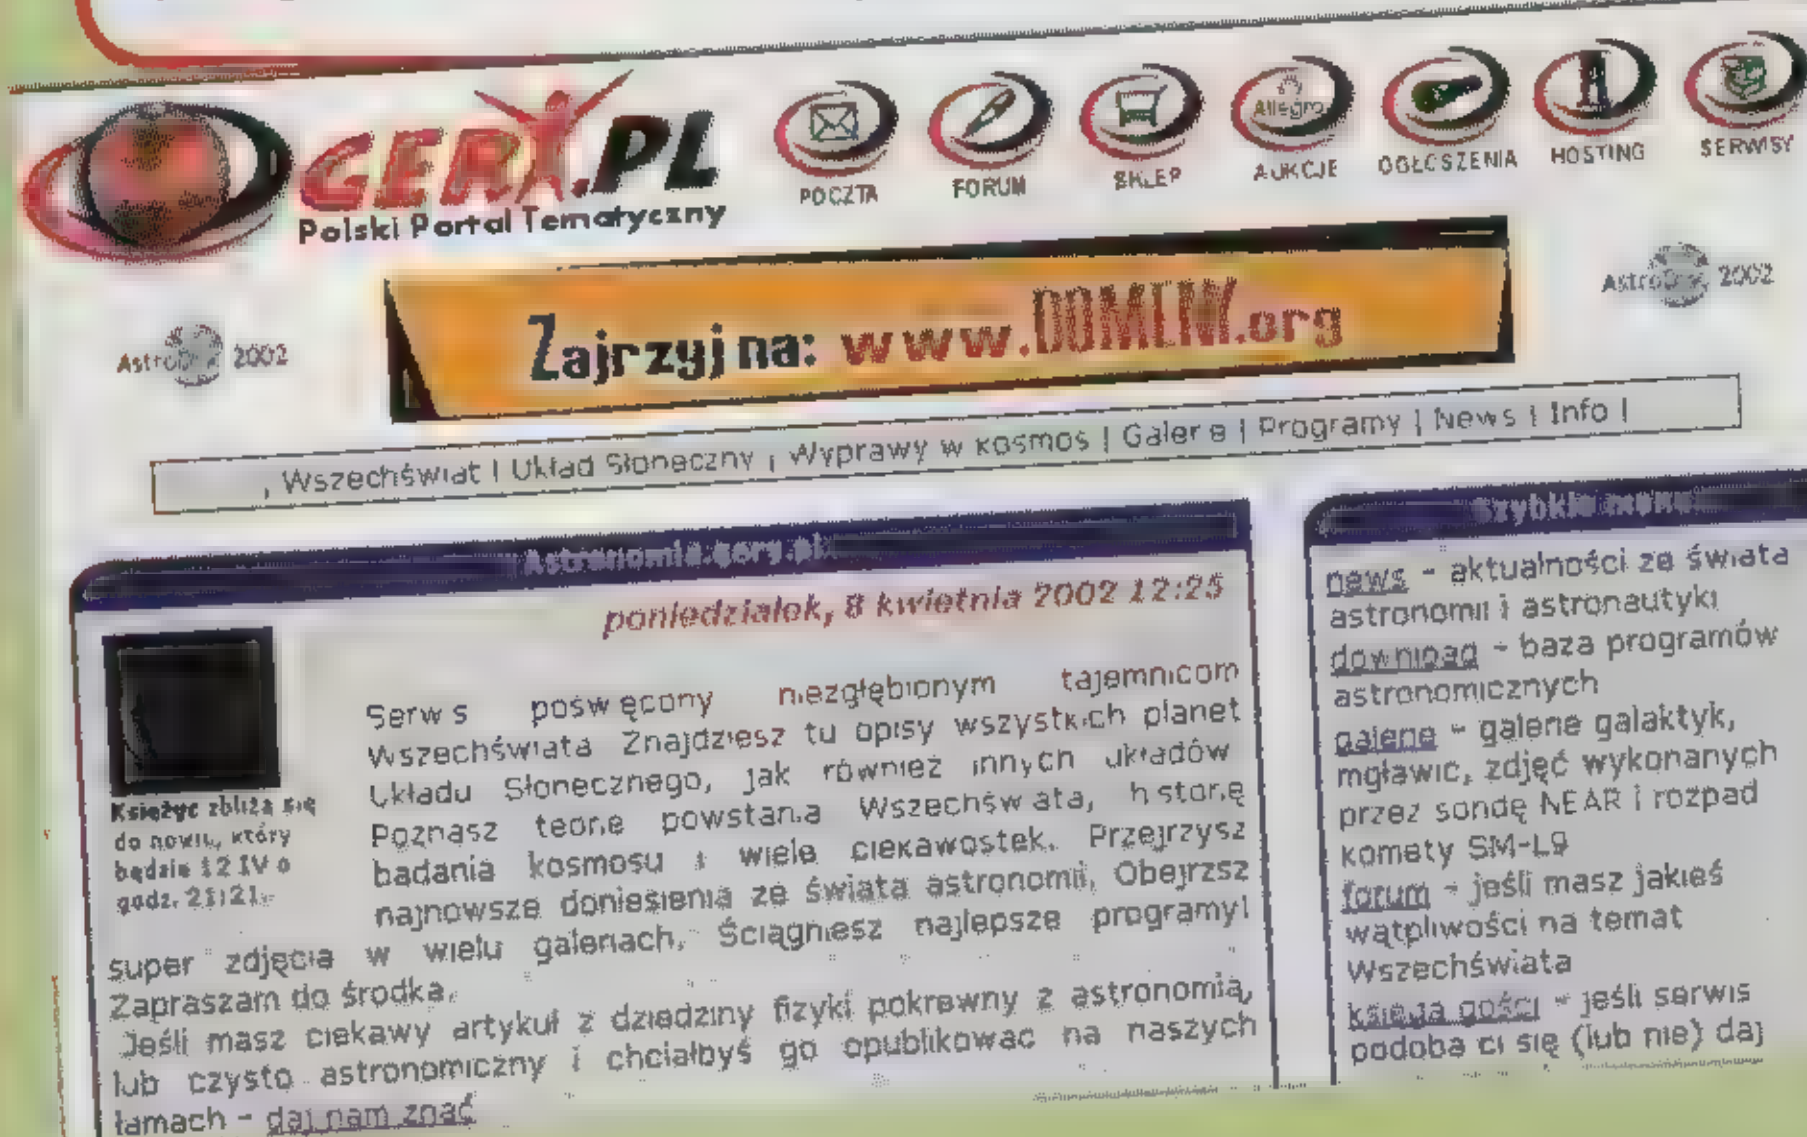 GERY.PL
Polski Portal Tematyczny
POCZTA
FORUM
SKLEP
Allegro
AUKCJE
OGŁOSZENIA
HOSTING
SERWISY
2002
Zajrzyj na: www.DOMENY.org
2002
Wszechświat | Układ Słoneczny | Wyprawy w kosmos | Galerie | Programy | News | Info |
Astronomia.gery.pl
poniedziałek, 8 kwietnia 2002 12:25
Księżyc zbliża się
do nowiu, który
będzie 12 IV o
godz. 21:21.
Serwis poświęcony niezgłębionym tajemnicom
Wszechświata Znajdziesz tu opisy wszystkich planet
Układu Słonecznego, jak również innych układów
Poznasz teorie powstania Wszechświata, historię
badania kosmosu i wiele ciekawostek. Przejrzysz
najnowsze doniesienia ze świata astronomii, Obejrzsz
super zdjęcia w wielu galeriach. Ściągniesz najlepsze programy!
Zapraszam do środka.
Jeśli masz ciekawy artykuł z dziedziny fizyki pokrewny z astronomią,
lub czysto astronomiczny i chciałbyś go opublikować na naszych
łamach - daj nam znać
Szybkie menu
news - aktualności ze świata
astronomii i astronautyki
download - baza programów
astronomicznych
galerie - galerie galaktyk,
mgławic, zdjęć wykonanych
przez sondę NEAR i rozpad
komety SM-L9
forum - jeśli masz jakieś
wątpliwości na temat
Wszechświata
księga gości - jeśli serwis
podoba ci się (lub nie) daj